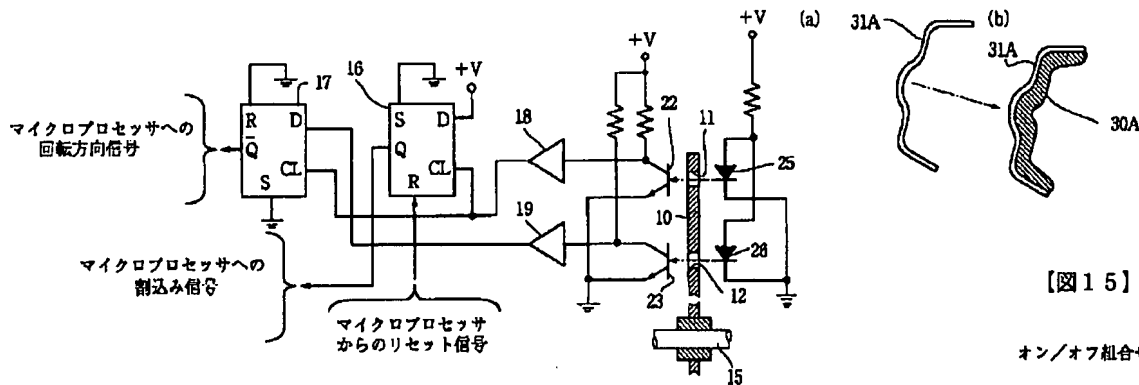 マイクロプロセッサへの
回転方向信号
17
R
D
Q̅
CL
S
16
+V
S
D
Q
CL
R
マイクロプロセッサへの
割込み信号
マイクロプロセッサ
からのリセット信号
18
19
+V
22
11
10
23
12
15
(a)
+V
25
26
31A
(b)
31A
30A
【図15】
オン/オフ組合